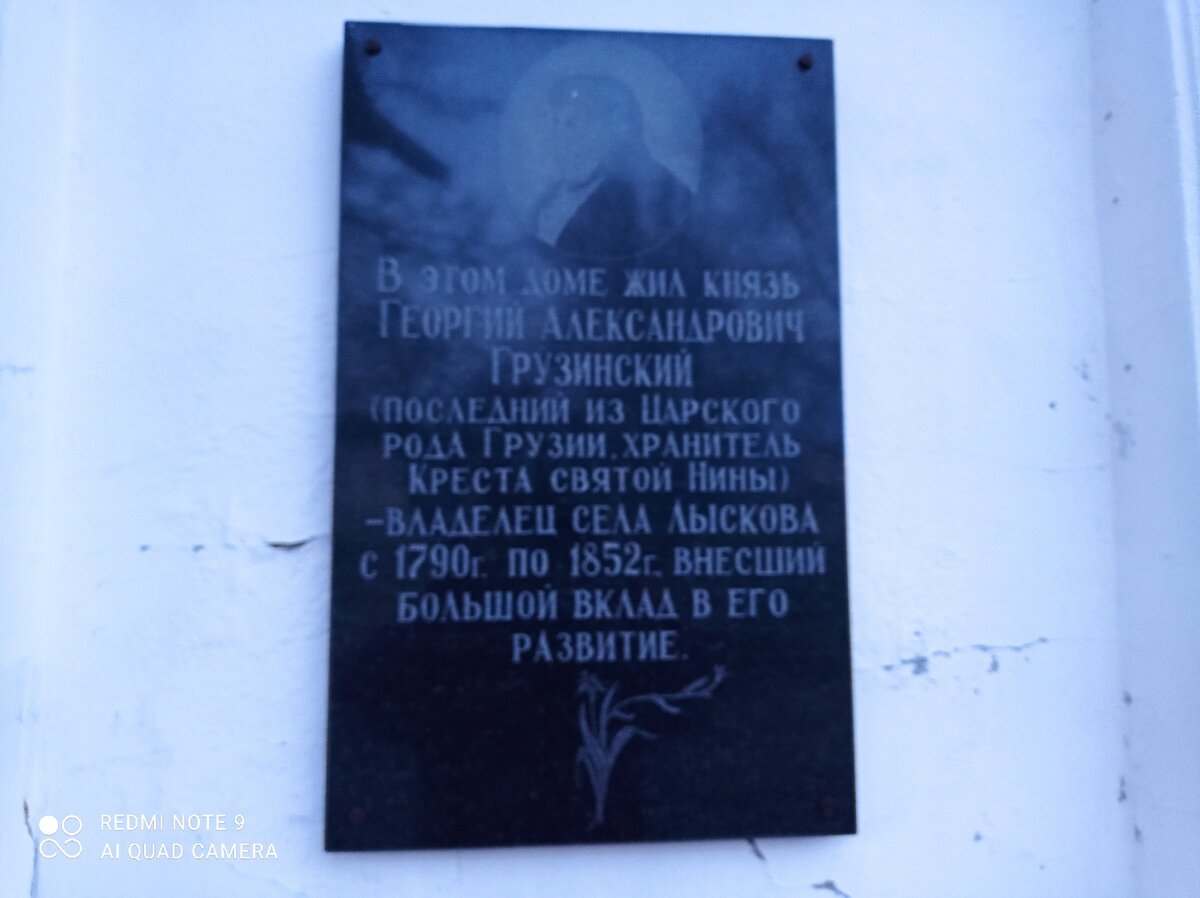 В этом доме жил князь
Георгий Александрович
Грузинский
(последний из Царского
рода Грузии, хранитель
Креста святой Нины)
-владелец села Лыскова
с 1790г. по 1852г., внесший
большой вклад в его
развитие.
REDMI NOTE 9
AI QUAD CAMERA